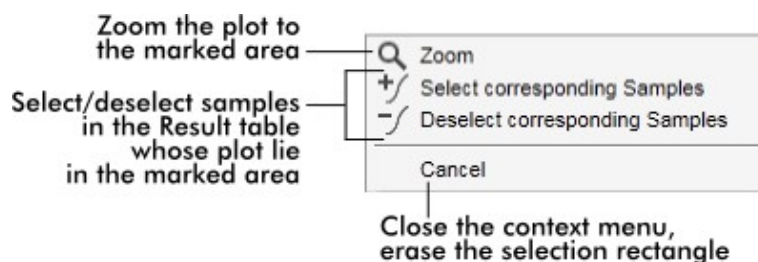 Zoom the plot to
the marked area
Zoom
Select corresponding Samples
Select/deselect samples
in the Result table
whose plot lie
in the marked area
Deselect corresponding Samples
Cancel
Close the context menu,
erase the selection rectangle